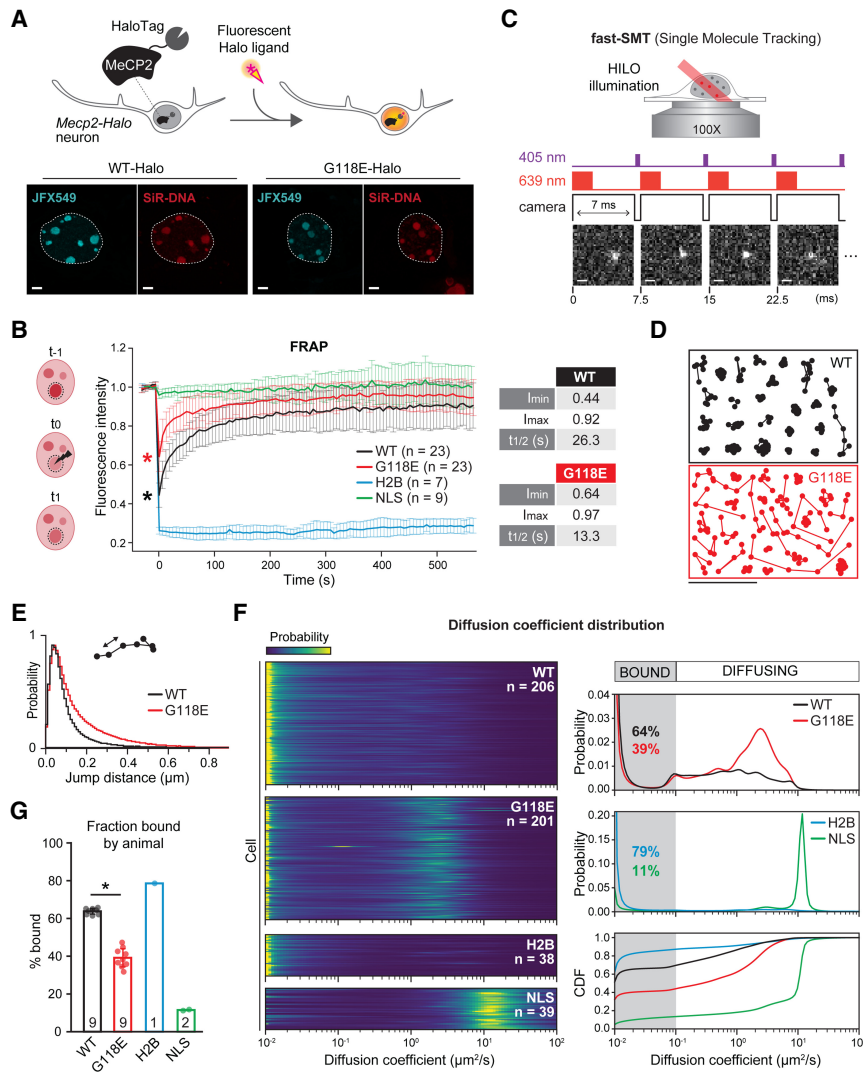 A
HaloTag
MeCP2
Mecp2-Halo
neuron
Fluorescent
Halo ligand
*
WT-Halo
G118E-Halo
JFX549
SiR-DNA
JFX549
SiR-DNA
B
t-1
t0
t1
FRAP
Fluorescence intensity
1.2
1.0
0.8
0.6
0.4
0.2
*
*
WT (n = 23)
G118E (n = 23)
H2B (n = 7)
NLS (n = 9)
0
100
200
300
400
500
Time (s)
WT
Imin 0.44
Imax 0.92
t1/2 (s) 26.3
G118E
Imin 0.64
Imax 0.97
t1/2 (s) 13.3
C
fast-SMT (Single Molecule Tracking)
HILO
illumination
100X
405 nm
639 nm
camera
7 ms
...
0
7.5
15
22.5
(ms)
D
WT
G118E
E
Probability
1
0
WT
G118E
0.0
0.2
0.4
0.6
0.8
Jump distance (µm)
F
Diffusion coefficient distribution
Probability
Cell
WT
n = 206
G118E
n = 201
H2B
n = 38
NLS
n = 39
10-2
10-1
100
101
102
Diffusion coefficient (µm2/s)
BOUND
DIFFUSING
Probability
0.04
0.03
0.02
0.01
0.00
64%
39%
WT
G118E
Probability
0.20
0.15
0.10
0.05
0.00
79%
11%
H2B
NLS
CDF
1.0
0.8
0.6
0.4
0.2
0.0
10-2
10-1
100
101
10
Diffusion coefficient (µm2/s)
G
Fraction bound
by animal
% bound
100
80
60
40
20
0
*
9
9
1
2
WT
G118E
H2B
NLS